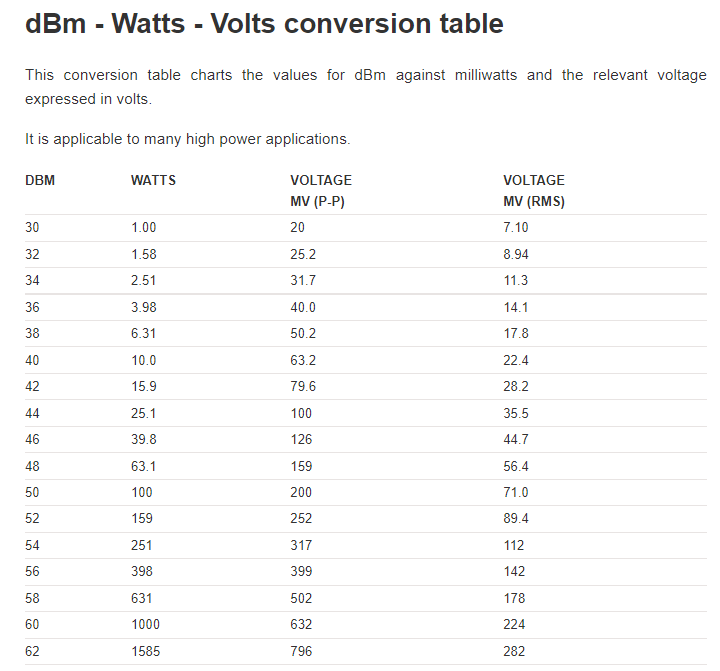 dBm - Watts - Volts conversion table
This conversion table charts the values for dBm against milliwatts and the relevant voltage
expressed in volts.
It is applicable to many high power applications.
DBM WATTS VOLTAGE VOLTAGE
MV (P-P) MV (RMS)
30 1.00 20 7.10
32 1.58 25.2 8.94
34 2.51 31.7 11.3
36 3.98 40.0 14.1
38 6.31 50.2 17.8
40 10.0 63.2 22.4
42 15.9 79.6 28.2
44 25.1 100 35.5
46 39.8 126 44.7
48 63.1 159 56.4
50 100 200 71.0
52 159 252 89.4
54 251 317 112
56 398 399 142
58 631 502 178
60 1000 632 224
62 1585 796 282